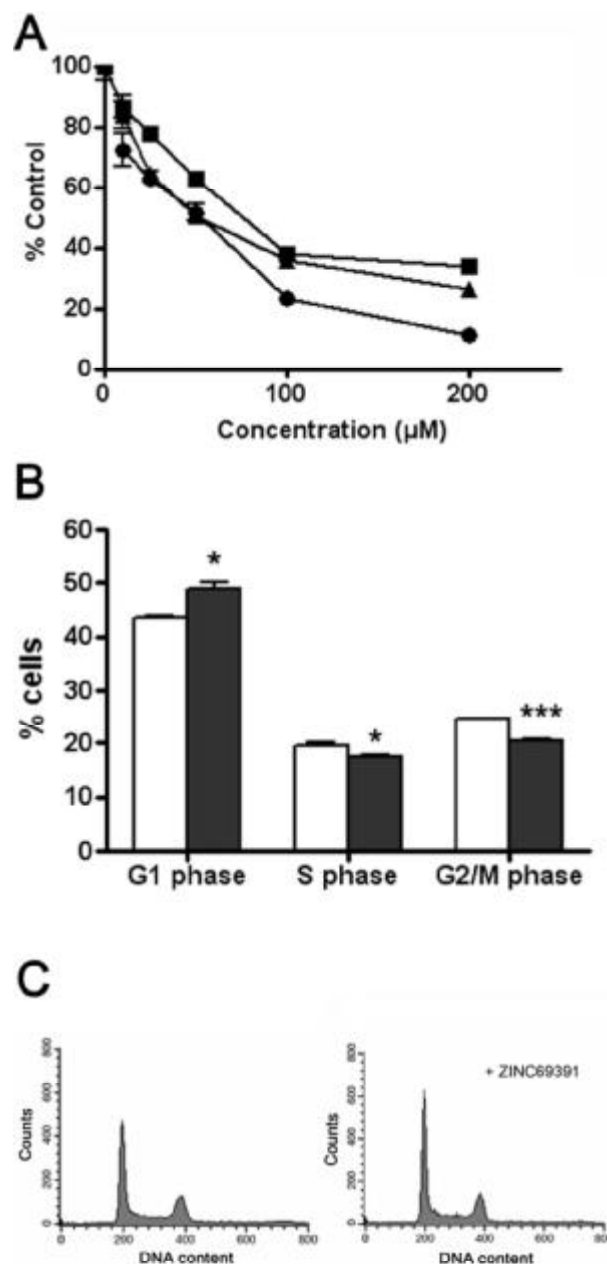 A
100
80
60
40
20
0
% Control
0 100 200
Concentration (µM)
B
60
50
40
30
20
10
0
% cells
* * ***
G1 phase S phase G2/M phase
C
800
600
400
200
0
Counts
0 200 400 600 800
DNA content
800
600
400
200
0
Counts
+ ZINC69391
0 200 400 600 800
DNA content